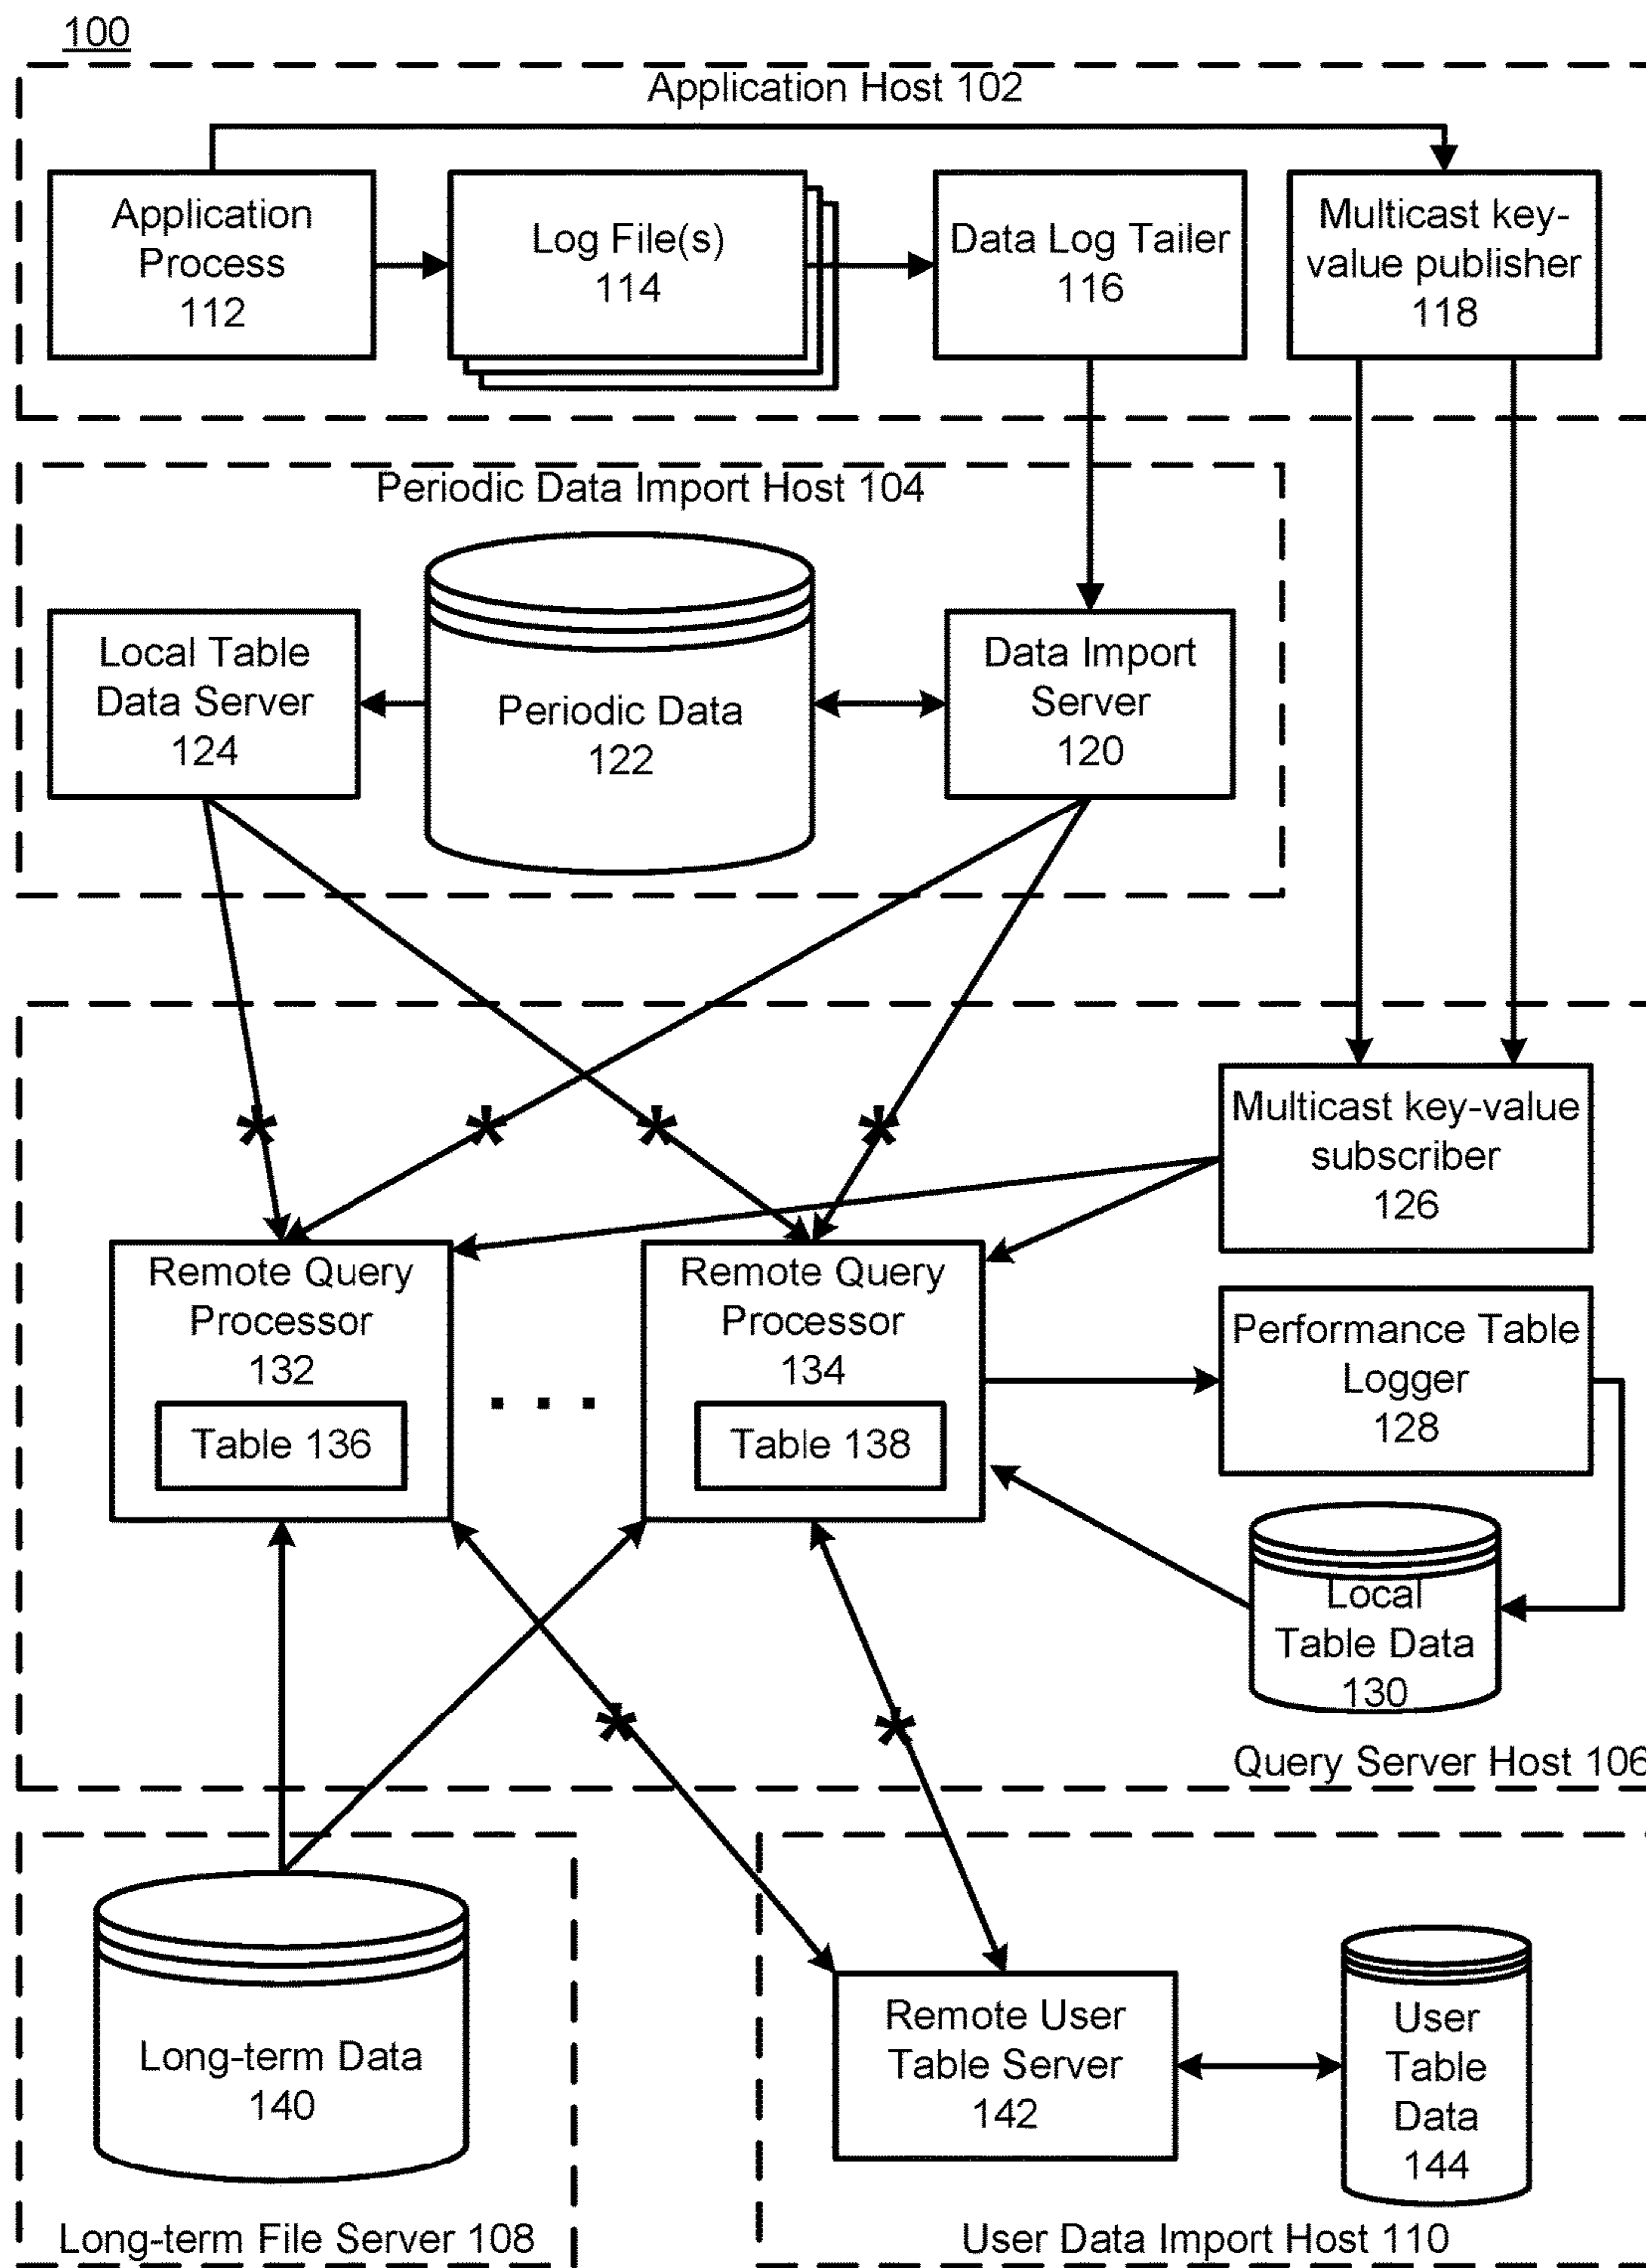 100
Application Host 102
Application
Process
112
Log File(s)
114
Data Log Tailer
116
Multicast key-
value publisher
118
Periodic Data Import Host 104
Local Table
Data Server
124
Periodic Data
122
Data Import
Server
120
*
*
*
*
Multicast key-value
subscriber
126
Remote Query
Processor
132
Table 136
. . .
Remote Query
Processor
134
Table 138
Performance Table
Logger
128
Local
Table Data
130
*
*
Query Server Host 106
Long-term Data
140
Long-term File Server 108
Remote User
Table Server
142
User
Table
Data
144
User Data Import Host 110